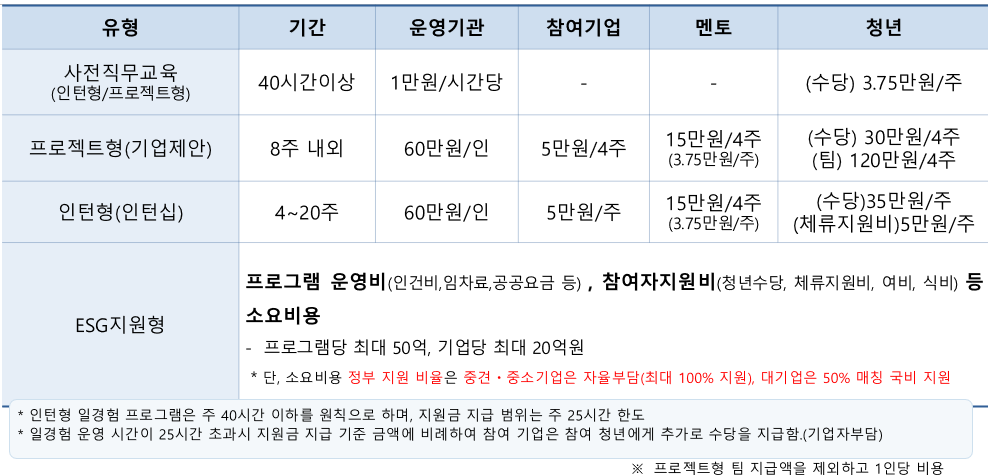 유형 기간 운영기관 참여기업 멘토 청년
사전직무교육
(인턴형/프로젝트형)
40시간이상 1만원/시간당 - - (수당) 3.75만원/주
프로젝트형(기업제안) 8주 내외 60만원/인 5만원/4주
15만원/4주
(3.75만원/주)
(수당) 30만원/4주
(팀) 120만원/4주
인턴형(인턴십) 4~20주 60만원/인 5만원/주
15만원/4주
(3.75만원/주)
(수당)35만원/주
(체류지원비)5만원/주
ESG지원형
프로그램 운영비(인건비,임차료,공공요금 등) , 참여자지원비(청년수당, 체류지원비, 여비, 식비) 등
소요비용
- 프로그램당 최대 50억, 기업당 최대 20억원
* 단, 소요비용 정부 지원 비율은 중견・중소기업은 자율부담(최대 100% 지원), 대기업은 50% 매칭 국비 지원
* 인턴형 일경험 프로그램은 주 40시간 이하를 원칙으로 하며, 지원금 지급 범위는 주 25시간 한도
* 일경험 운영 시간이 25시간 초과시 지원금 지급 기준 금액에 비례하여 참여 기업은 참여 청년에게 추가로 수당을 지급함.(기업자부담)
※ 프로젝트형 팀 지급액을 제외하고 1인당 비용